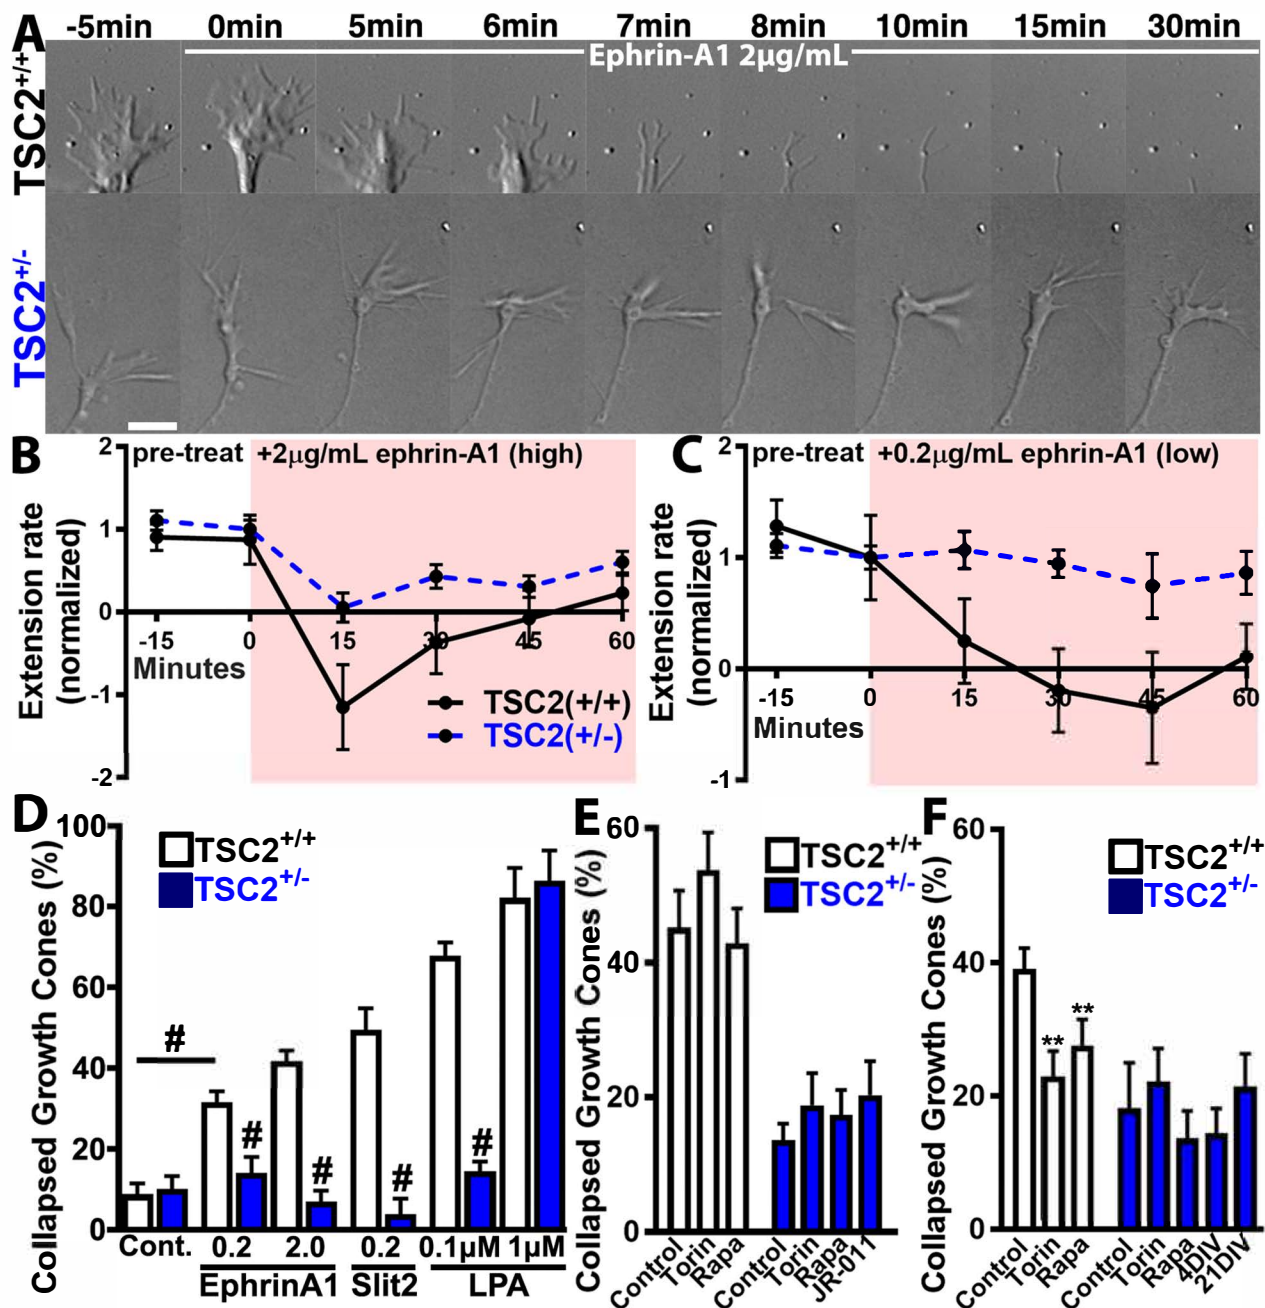 A
-5min 0min 5min 6min 7min 8min 10min 15min 30min
Ephrin-A1 2μg/mL
TSC2+/+
TSC2+/-
B
pre-treat +2μg/mL ephrin-A1 (high)
Extension rate
(normalized)
2
1
0
-1
-2
-15 0 15 30 45 60
Minutes
TSC2(+/+)
TSC2(+/-)
C
pre-treat +0.2μg/mL ephrin-A1 (low)
Extension rate
(normalized)
2
1
0
-1
-15 0 15 30 45 60
Minutes
D
Collapsed Growth Cones (%)
100
80
60
40
20
0
TSC2+/+
TSC2+/-
#
# # # #
Cont. 0.2 2.0 0.2 0.1μM 1μM
EphrinA1 Slit2 LPA
E
Collapsed Growth Cones (%)
60
40
20
0
TSC2+/+
TSC2+/-
Control Torin Rapa Control Torin Rapa JR-011
F
Collapsed Growth Cones (%)
60
40
20
0
TSC2+/+
TSC2+/-
** **
Control Torin Rapa Control Torin Rapa 4DIV 21DIV